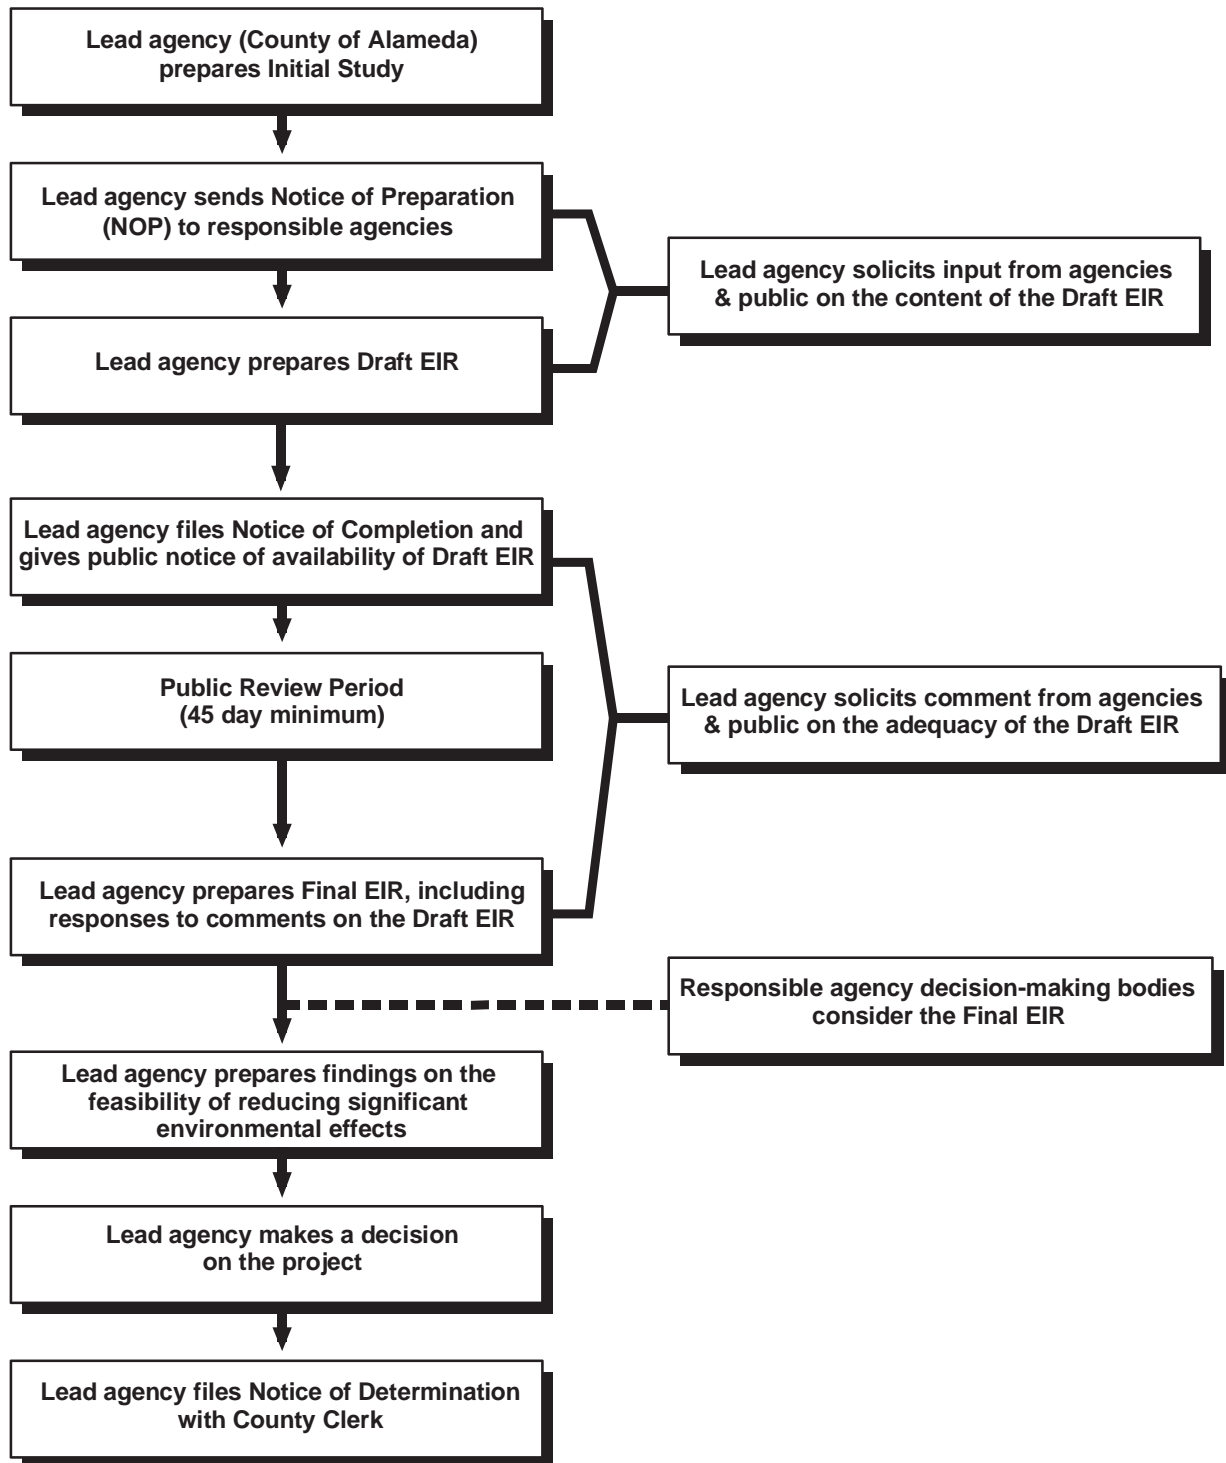 Lead agency (County of Alameda)
prepares Initial Study
Lead agency sends Notice of Preparation
(NOP) to responsible agencies
Lead agency solicits input from agencies
& public on the content of the Draft EIR
Lead agency prepares Draft EIR
Lead agency files Notice of Completion and
gives public notice of availability of Draft EIR
Public Review Period
(45 day minimum)
Lead agency solicits comment from agencies
& public on the adequacy of the Draft EIR
Lead agency prepares Final EIR, including
responses to comments on the Draft EIR
Responsible agency decision-making bodies
consider the Final EIR
Lead agency prepares findings on the
feasibility of reducing significant
environmental effects
Lead agency makes a decision
on the project
Lead agency files Notice of Determination
with County Clerk